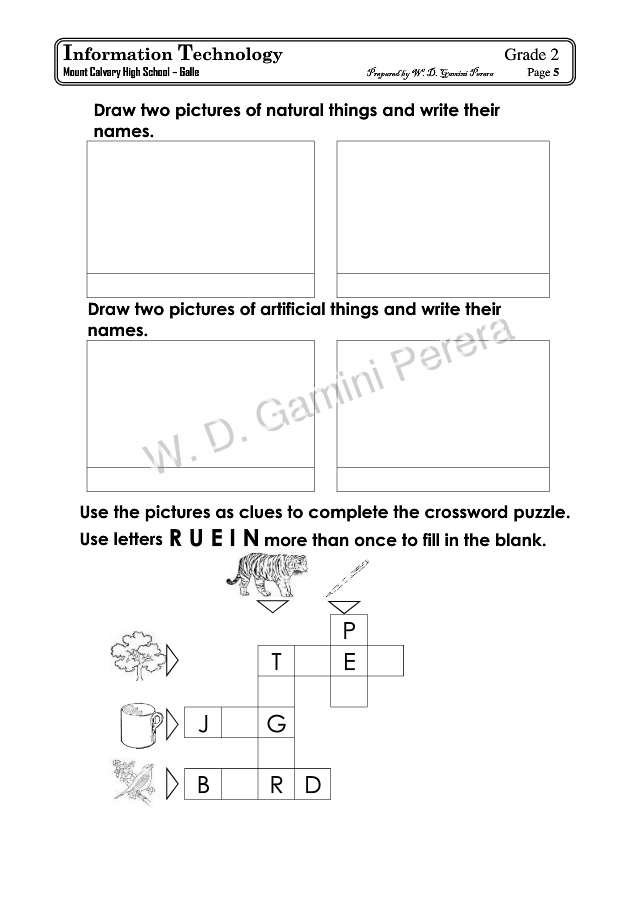 Information Technology Grade 2
Mount Calvary High School – Galle Prepared by W. D. Gamini Perera Page 5
Draw two pictures of natural things and write their
names.
Draw two pictures of artificial things and write their
names.
W. D. Gamini Perera
Use the pictures as clues to complete the crossword puzzle.
Use letters R U E I N more than once to fill in the blank.
P
T E
J G
B R D